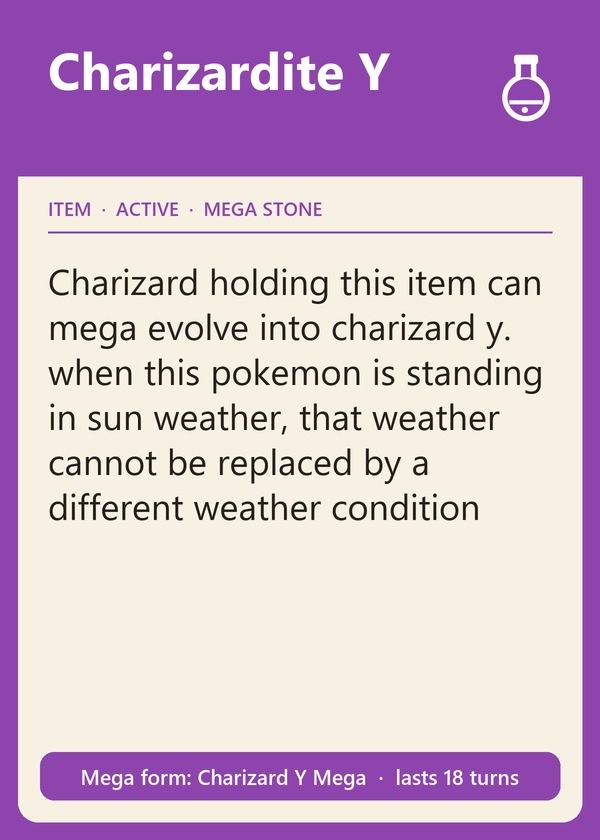 Charizardite Y
ITEM · ACTIVE · MEGA STONE
Charizard holding this item can
mega evolve into charizard y.
when this pokemon is standing
in sun weather, that weather
cannot be replaced by a
different weather condition
Mega form: Charizard Y Mega · lasts 18 turns